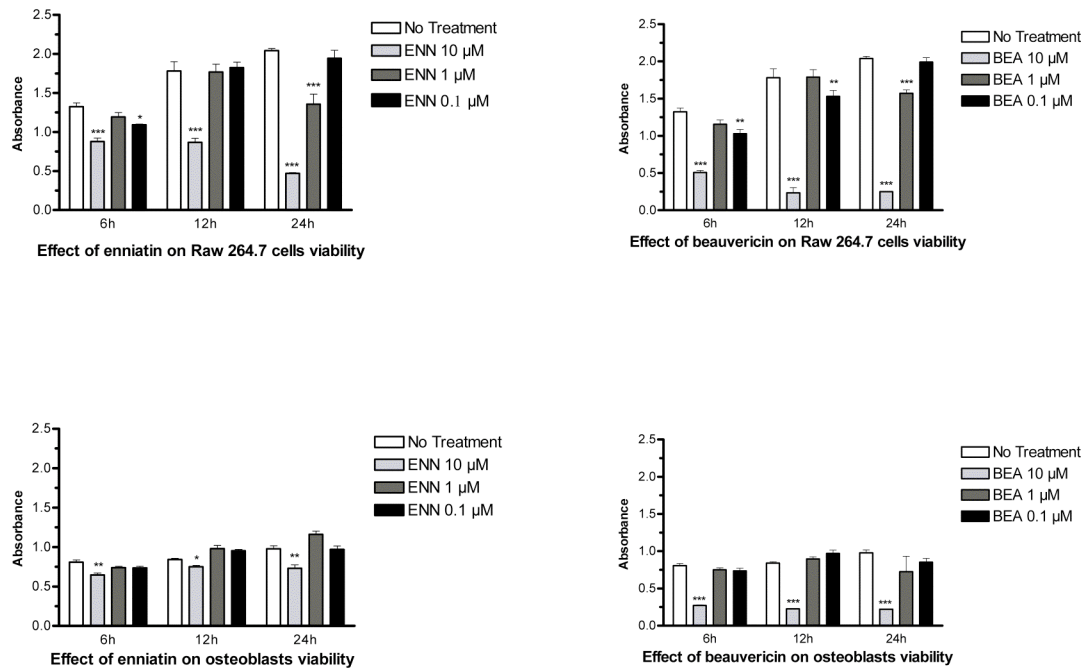 2.5
2.0
1.5
1.0
0.5
0.0
Absorbance
***
*
***
***
***
6h
12h
24h
No Treatment
ENN 10 µM
ENN 1 µM
ENN 0.1 µM
Effect of enniatin on Raw 264.7 cells viability
2.5
2.0
1.5
1.0
0.5
0.0
Absorbance
***
**
***
**
***
***
6h
12h
24h
No Treatment
BEA 10 µM
BEA 1 µM
BEA 0.1 µM
Effect of beauvericin on Raw 264.7 cells viability
2.5
2.0
1.5
1.0
0.5
0.0
Absorbance
**
*
**
6h
12h
24h
No Treatment
ENN 10 µM
ENN 1 µM
ENN 0.1 µM
Effect of enniatin on osteoblasts viability
2.5
2.0
1.5
1.0
0.5
0.0
Absorbance
***
***
***
6h
12h
24h
No Treatment
BEA 10 µM
BEA 1 µM
BEA 0.1 µM
Effect of beauvericin on osteoblasts viability